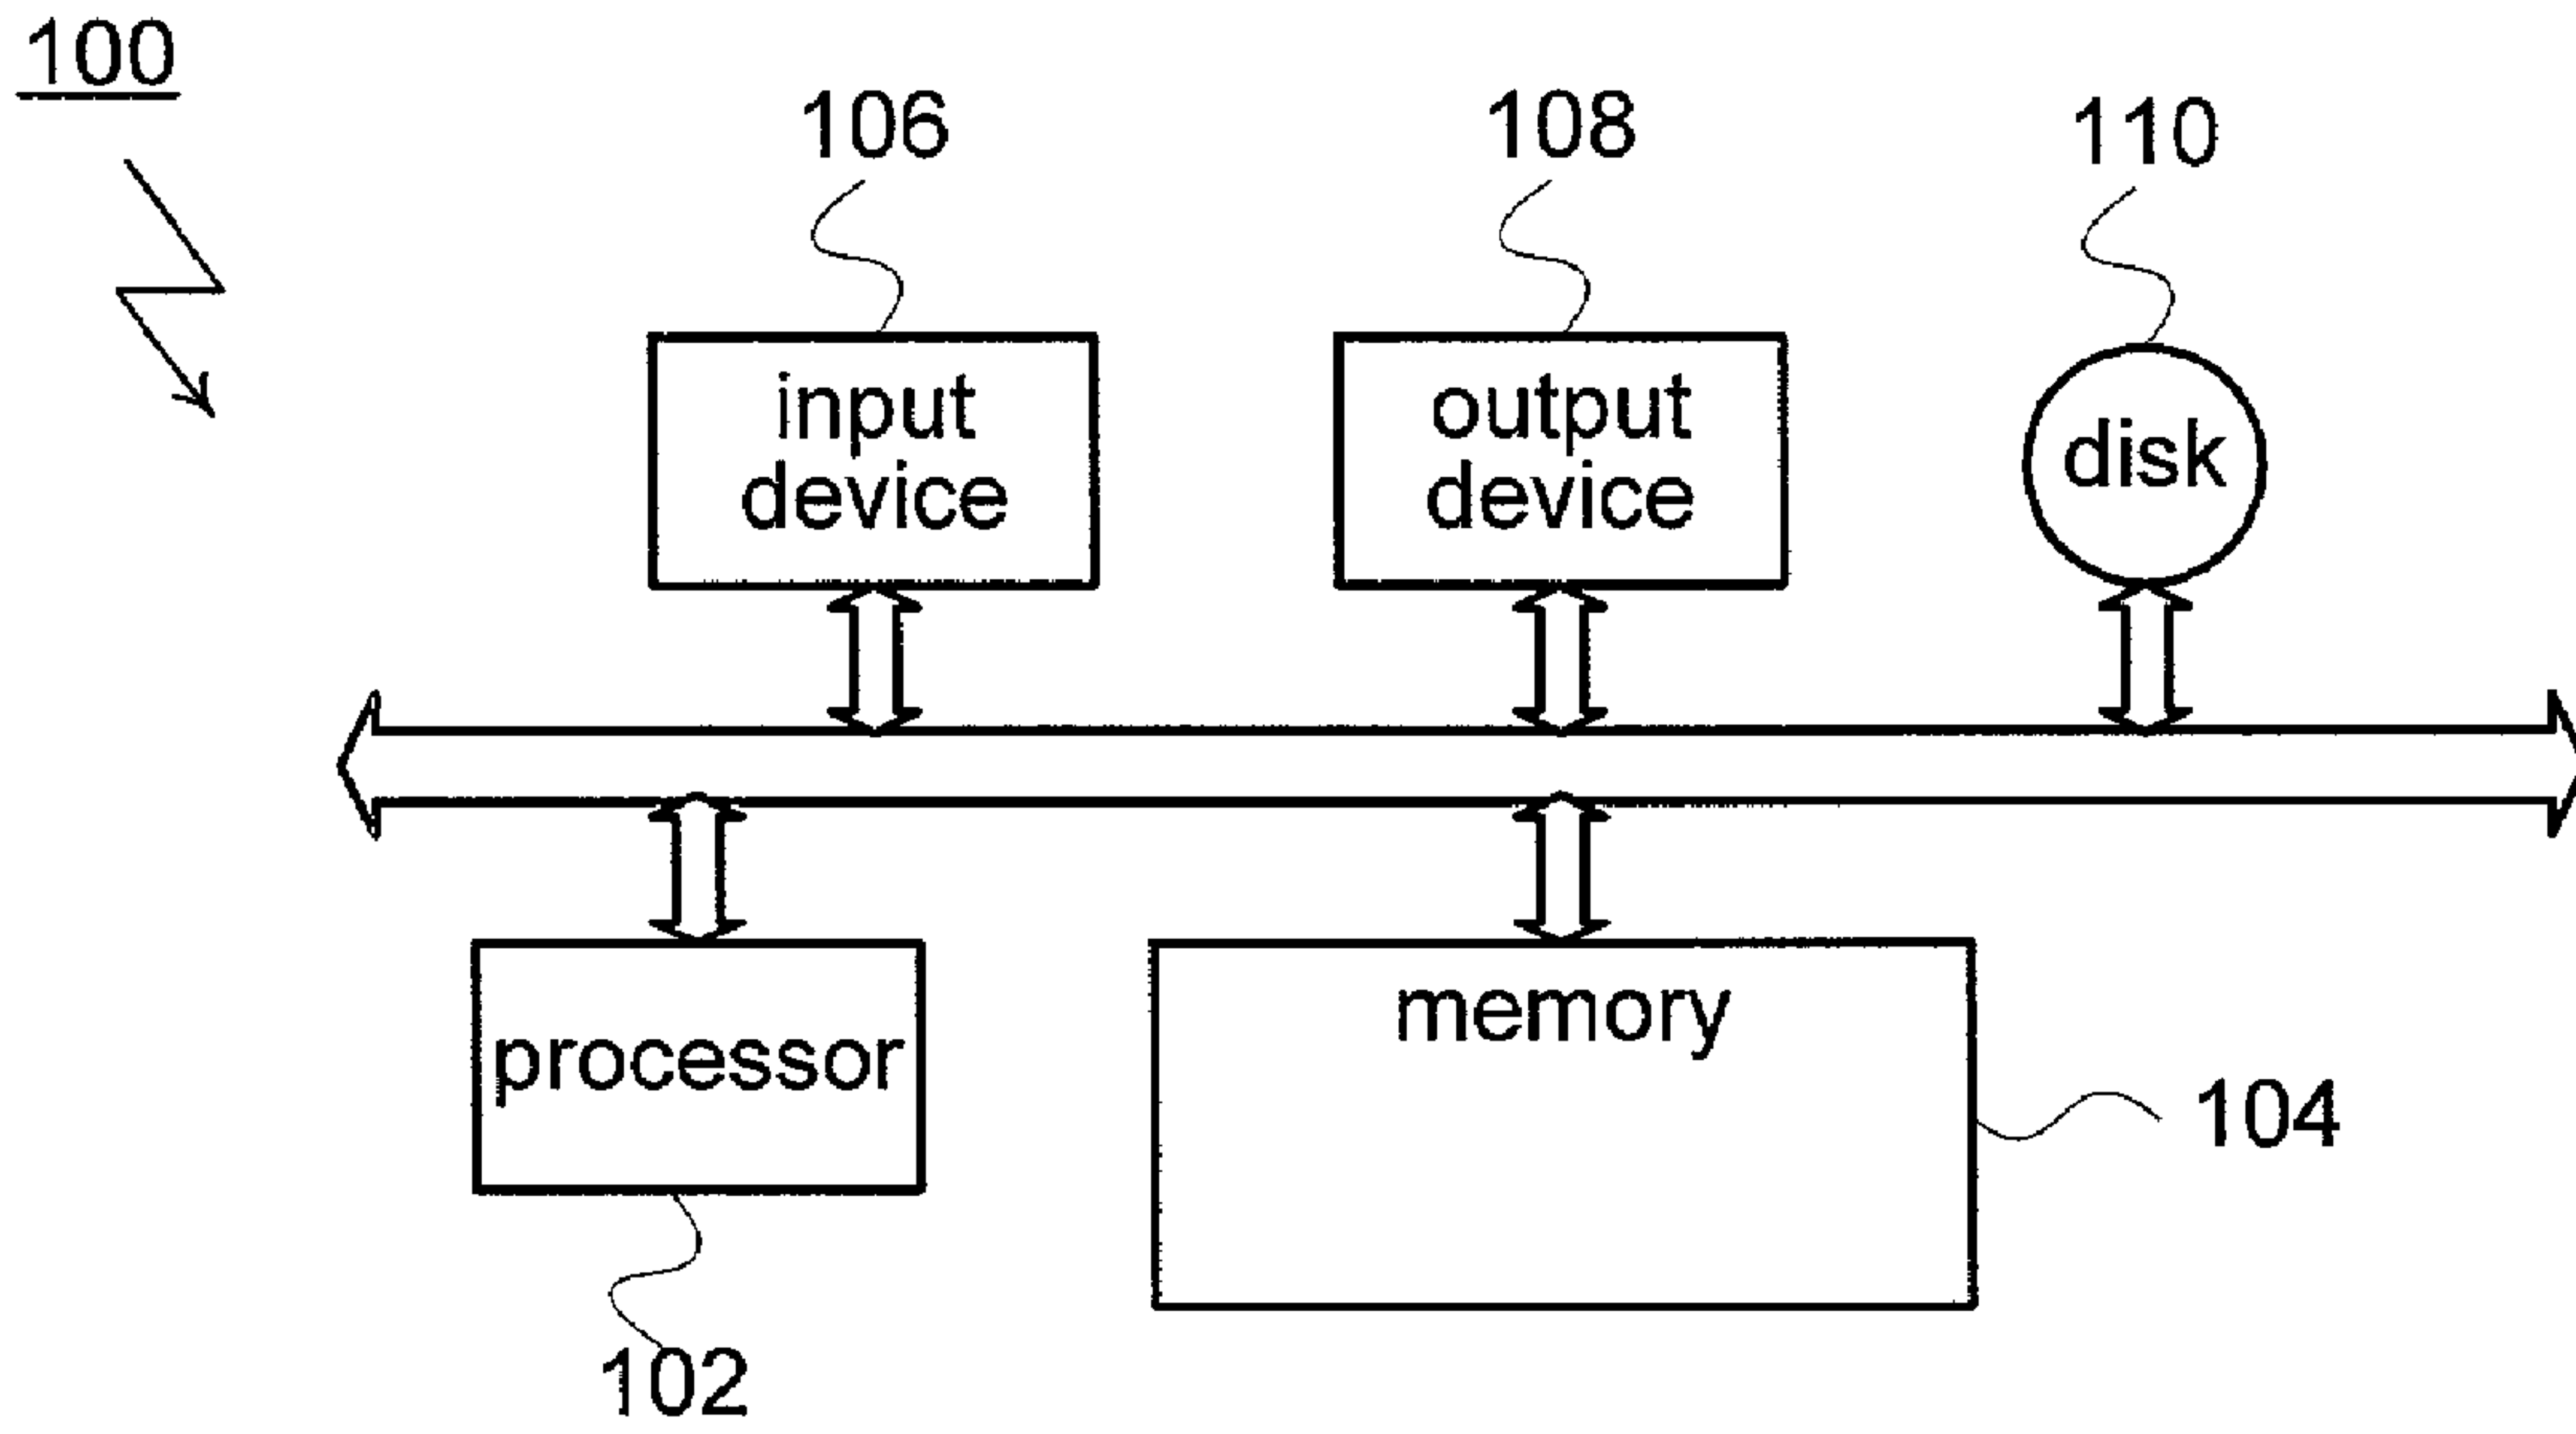 100
106
108
110
input
device
output
device
disk
processor
memory
104
102